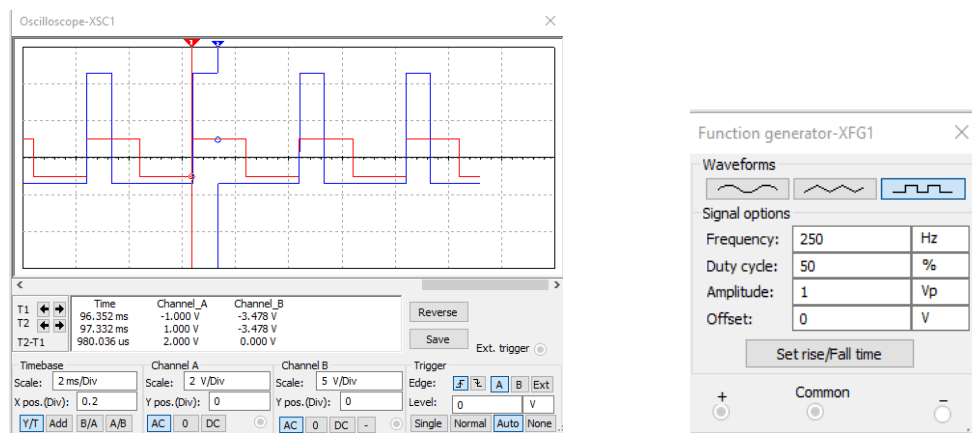 Oscilloscope-XSC1
1 2
T1
T2
T2-T1
Time Channel_A Channel_B
96.352 ms -1.000 V -3.478 V
97.332 ms 1.000 V -3.478 V
980.036 us 2.000 V 0.000 V
Reverse
Save
Ext. trigger
Timebase
Scale: 2 ms/Div
X pos.(Div): 0.2
Y/T Add B/A A/B
Channel A
Scale: 2 V/Div
Y pos.(Div): 0
AC 0 DC
Channel B
Scale: 5 V/Div
Y pos.(Div): 0
AC 0 DC -
Trigger
Edge: A B Ext
Level: 0 V
Single Normal Auto None
Function generator-XFG1
Waveforms
Signal options
Frequency: 250 Hz
Duty cycle: 50 %
Amplitude: 1 Vp
Offset: 0 V
Set rise/Fall time
+ Common -